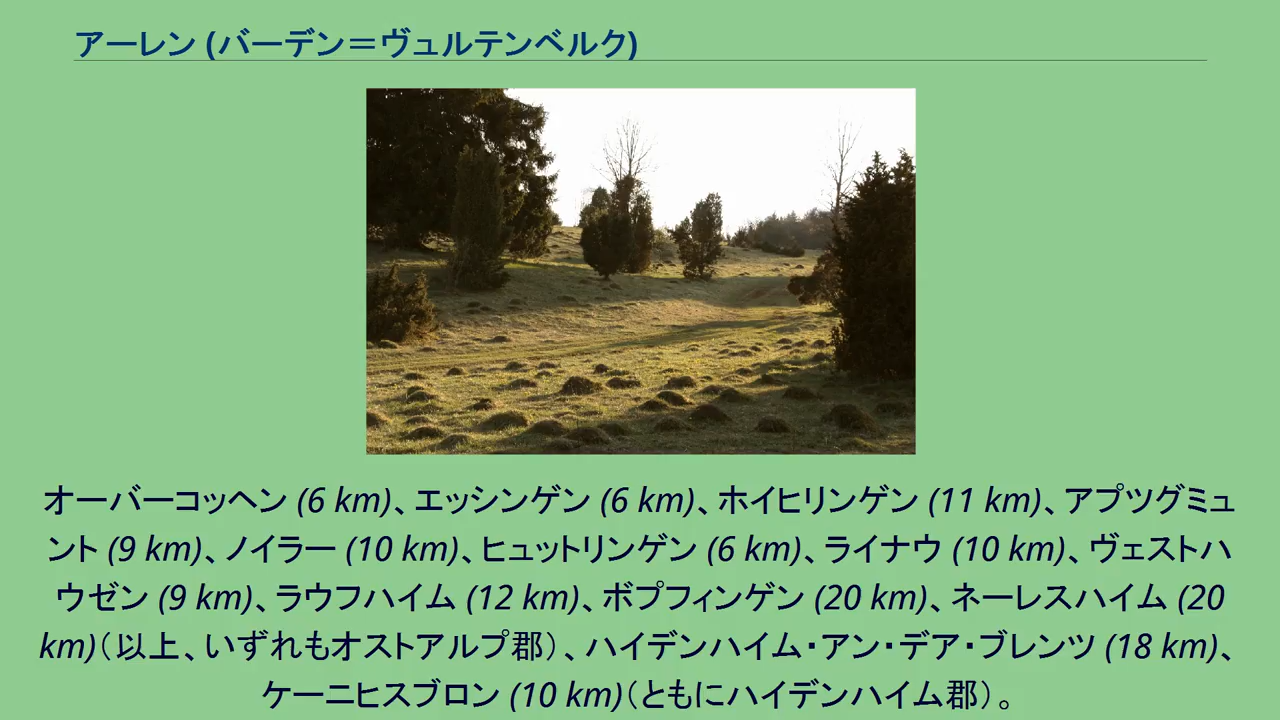 アーレン (バーデン＝ヴュルテンベルク)
オーバーコッヘン (6 km)、エッシンゲン (6 km)、ホイヒリンゲン (11 km)、アプツグミュ
ント (9 km)、ノイラー (10 km)、ヒュットリンゲン (6 km)、ライナウ (10 km)、ヴェストハ
ウゼン (9 km)、ラウフハイム (12 km)、ボプフィンゲン (20 km)、ネーレスハイム (20
km)（以上、いずれもオストアルプ郡）、ハイデンハイム・アン・デア・ブレンツ (18 km)、
ケーニヒスブロン (10 km)（ともにハイデンハイム郡）。